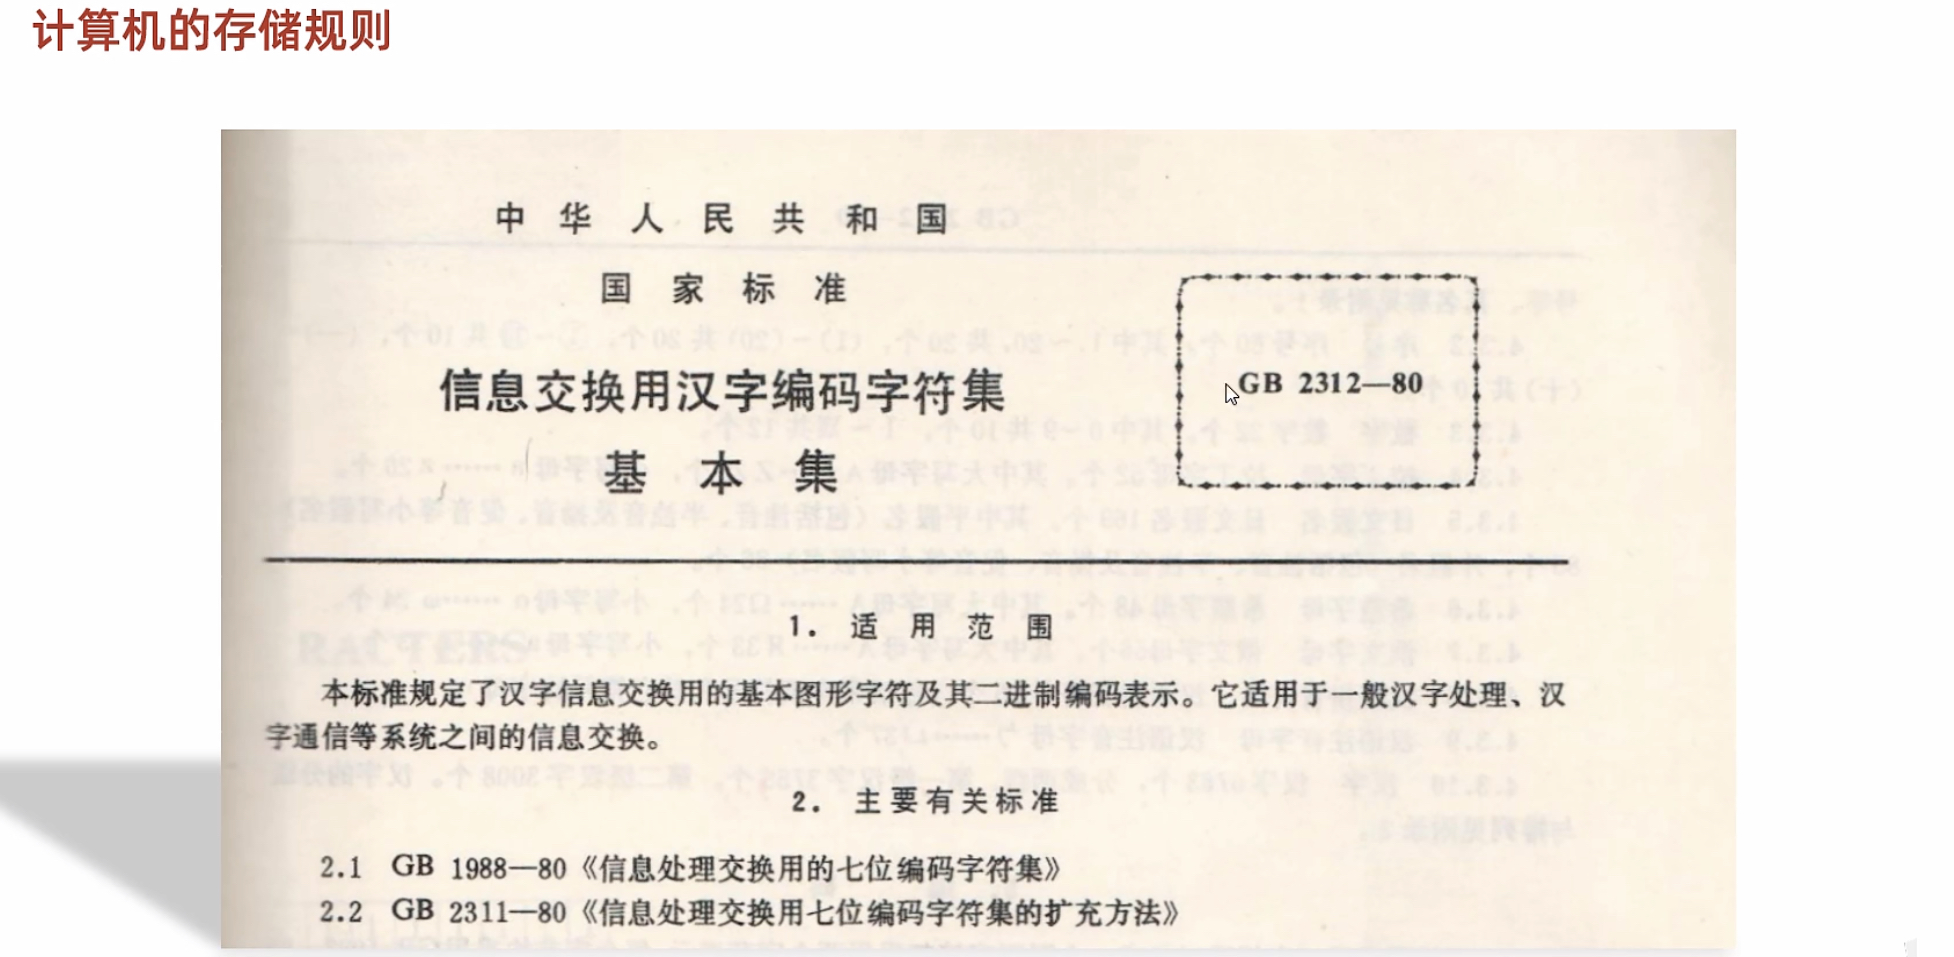 计算机的存储规则
中华人民共和国
国家标准
信息交换用汉字编码字符集
基本集
GB 2312—80
1. 适用范围
本标准规定了汉字信息交换用的基本图形字符及其二进制编码表示。它适用于一般汉字处理、汉
字通信等系统之间的信息交换。
2. 主要有关标准
2.1 GB 1988—80《信息处理交换用的七位编码字符集》
2.2 GB 2311—80《信息处理交换用七位编码字符集的扩充方法》